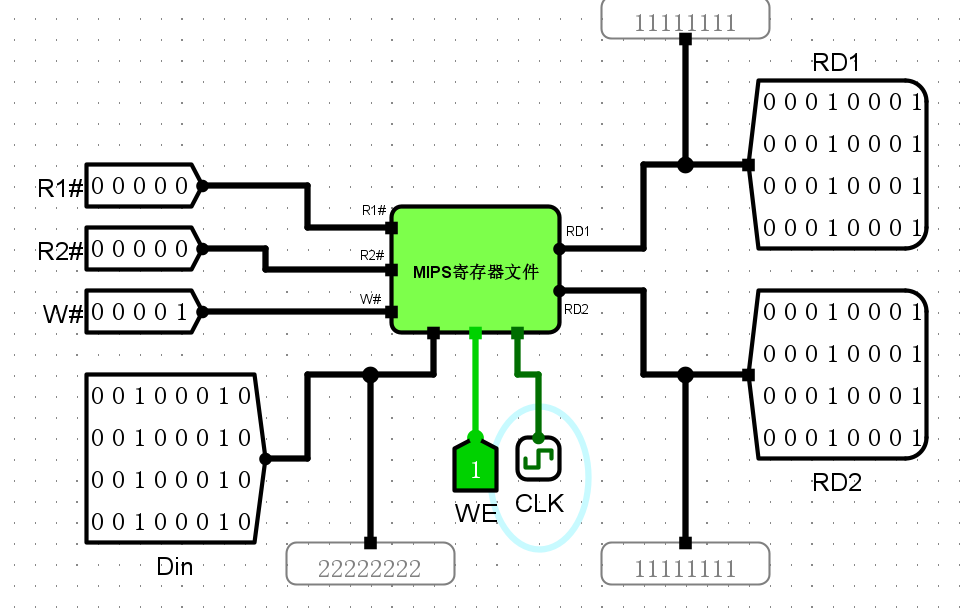 11111111
RD1
0 0 0 1 0 0 0 1
0 0 0 1 0 0 0 1
0 0 0 1 0 0 0 1
0 0 0 1 0 0 0 1
R1# 0 0 0 0 0
R1#
RD1
R2# 0 0 0 0 0
R2#
MIPS寄存器文件
W# 0 0 0 0 1
W#
RD2
0 0 0 1 0 0 0 1
0 0 0 1 0 0 0 1
0 0 0 1 0 0 0 1
0 0 0 1 0 0 0 1
RD2
0 0 1 0 0 0 1 0
0 0 1 0 0 0 1 0
0 0 1 0 0 0 1 0
0 0 1 0 0 0 1 0
Din
1
WE
CLK
22222222
11111111